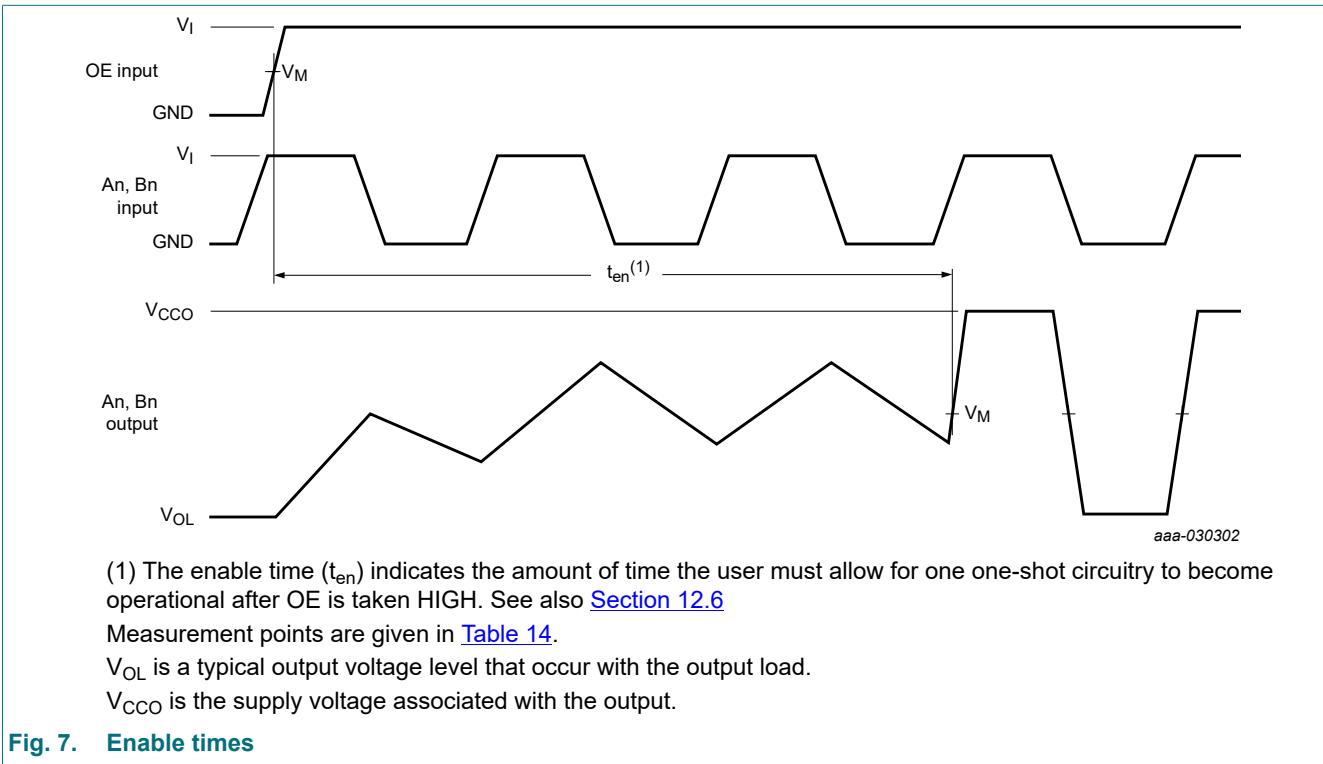 VI
OE input
VM
GND
VI
An, Bn
input
GND
ten(1)
VCCO
An, Bn
output
VM
VOL
aaa-030302
(1) The enable time (ten) indicates the amount of time the user must allow for one one-shot circuitry to become
operational after OE is taken HIGH. See also Section 12.6
Measurement points are given in Table 14.
VOL is a typical output voltage level that occur with the output load.
VCCO is the supply voltage associated with the output.
Fig. 7. Enable times